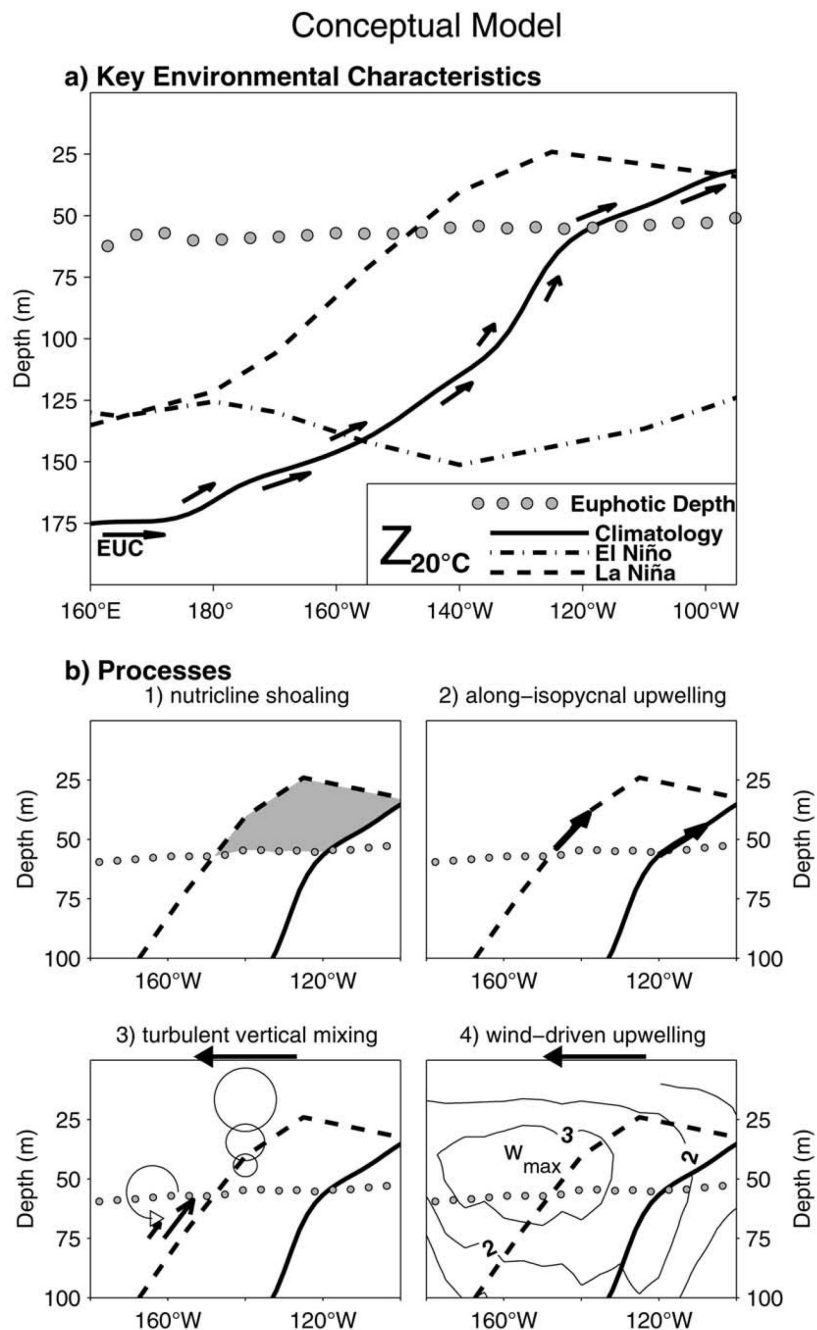 Conceptual Model
a) Key Environmental Characteristics
25
50
75
100
125
150
175
Depth (m)
EUC
Euphotic Depth
Z20°C
Climatology
El Niño
La Niña
160°E 180° 160°W 140°W 120°W 100°W
b) Processes
1) nutricline shoaling
25
50
75
100
Depth (m)
160°W 120°W
2) along–isopycnal upwelling
25
50
75
100
Depth (m)
160°W 120°W
3) turbulent vertical mixing
25
50
75
100
Depth (m)
160°W 120°W
4) wind–driven upwelling
3
wmax
2
2
25
50
75
100
Depth (m)
160°W 120°W